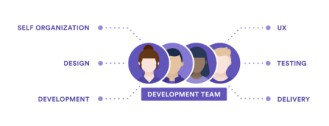 SELF ORGANIZATION
UX
DESIGN
TESTING
DEVELOPMENT TEAM
DEVELOPMENT
DELIVERY